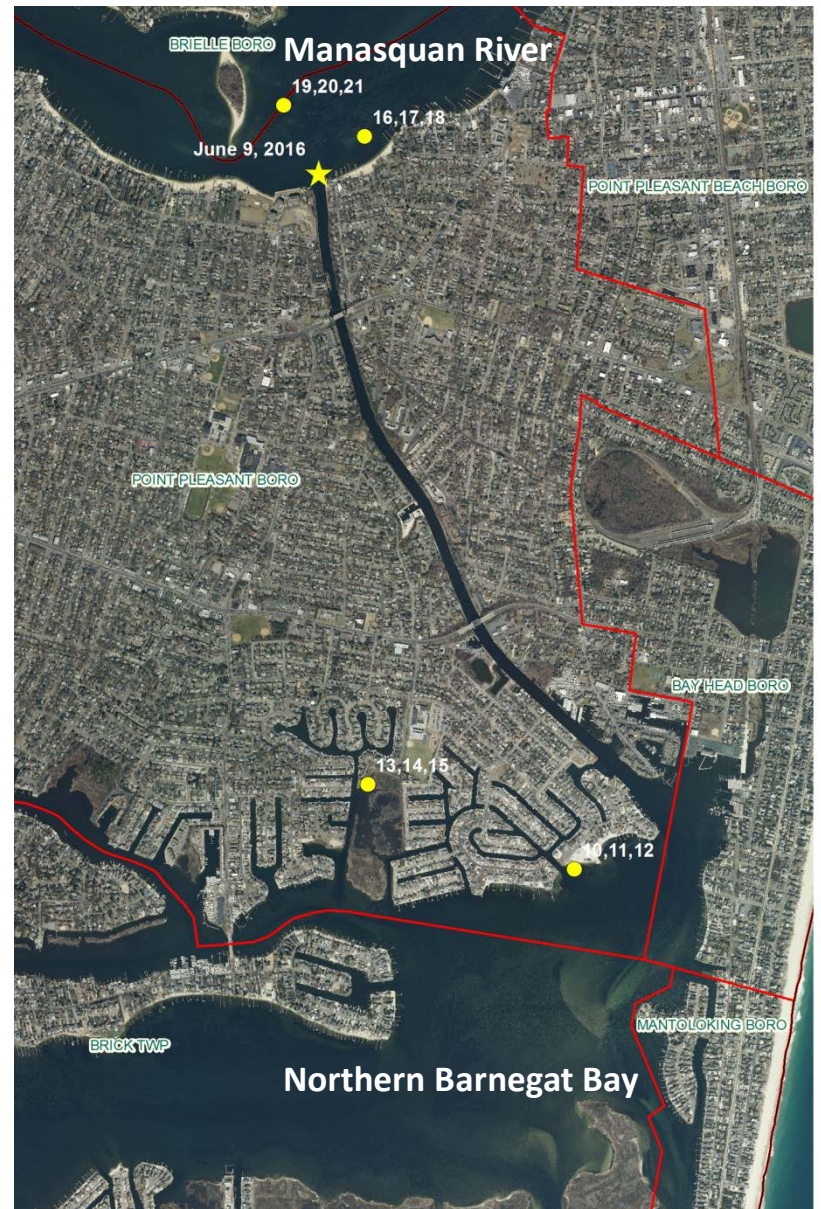 BRIELLE BORO
Manasquan River
19,20,21
16,17,18
June 9, 2016
POINT PLEASANT BEACH BORO
POINT PLEASANT BORO
BAY HEAD BORO
13,14,15
10,11,12
MANTOLOKING BORO
BRICK TWP
Northern Barnegat Bay